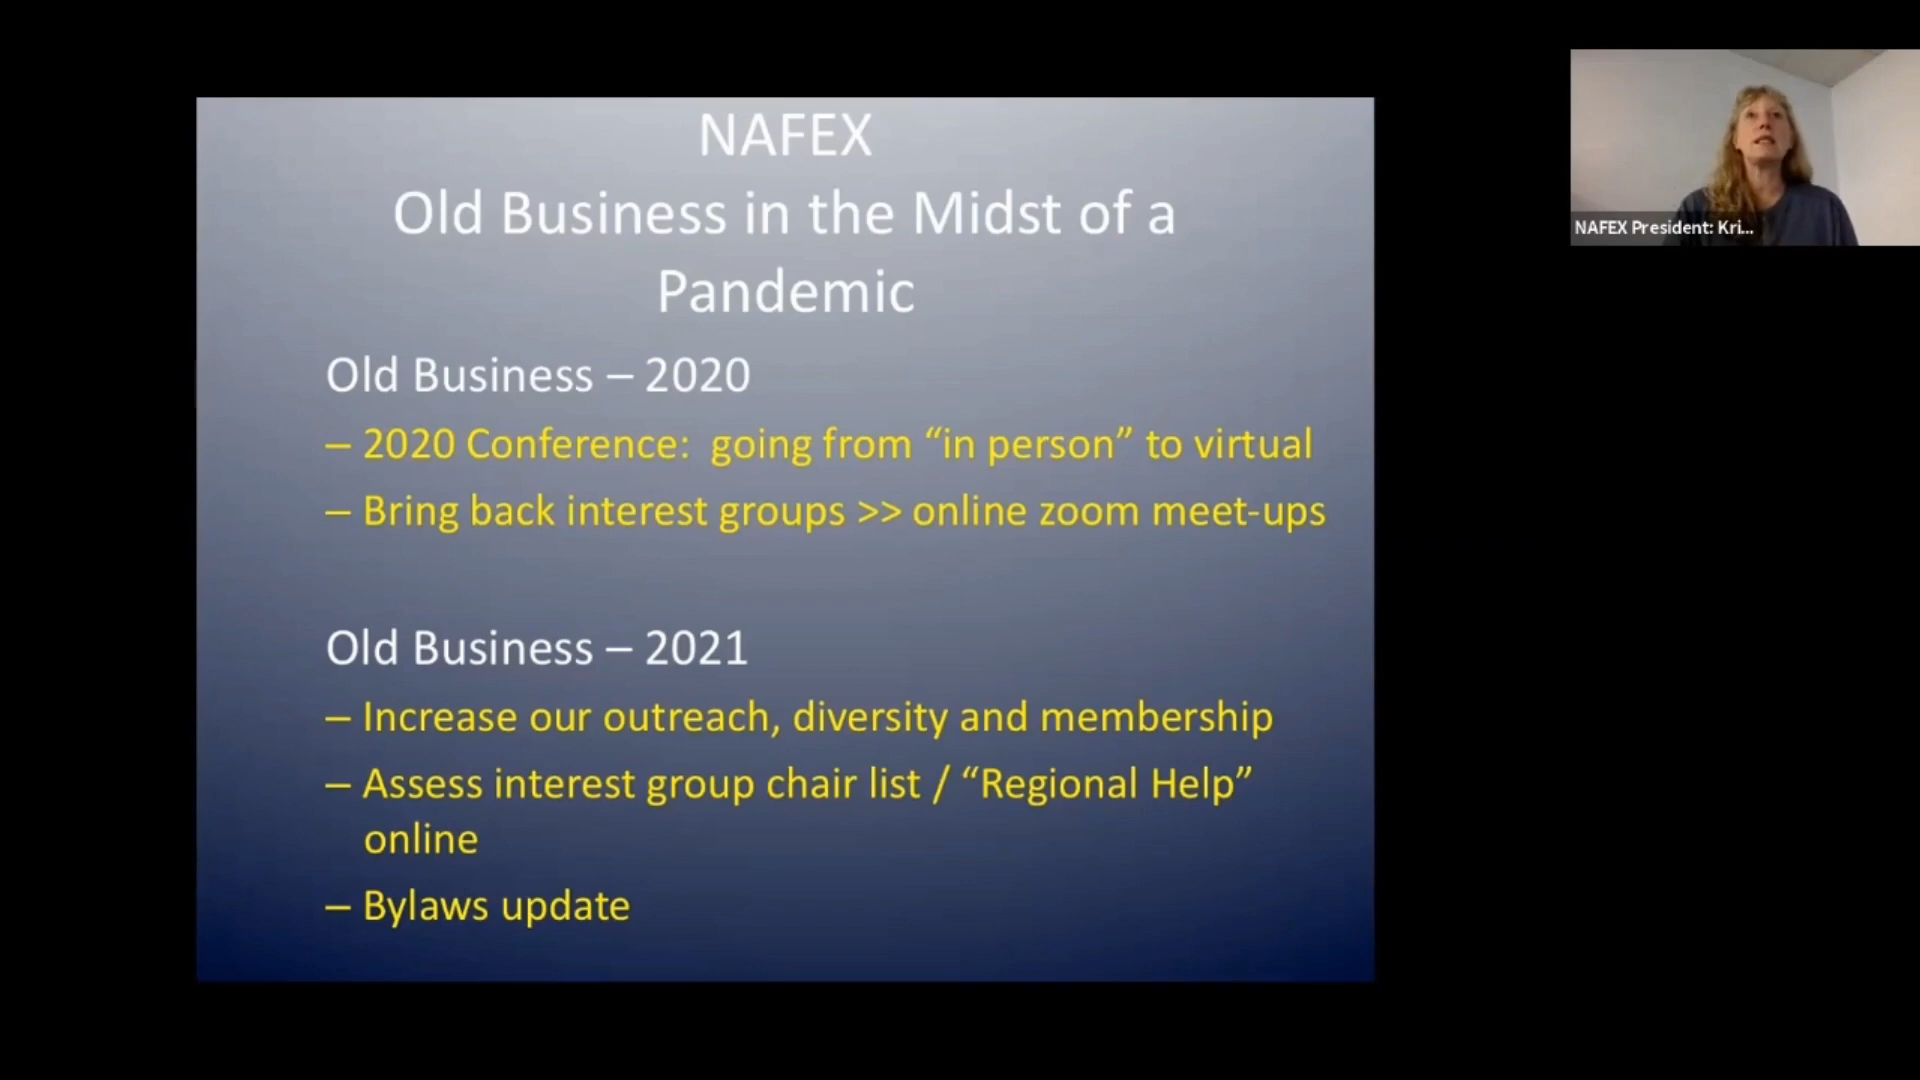 NAFEX
Old Business in the Midst of a
Pandemic
Old Business – 2020
– 2020 Conference:  going from “in person” to virtual
– Bring back interest groups >> online zoom meet-ups
Old Business – 2021
– Increase our outreach, diversity and membership
– Assess interest group chair list / “Regional Help”
online
– Bylaws update
NAFEX President: Kri...